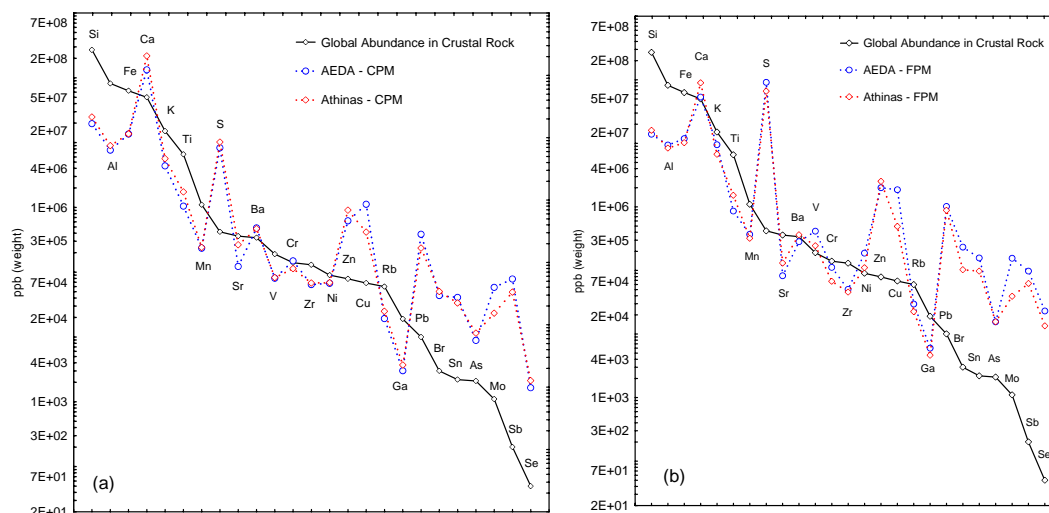 7E+08
2E+08
5E+07
2E+07
4E+06
1E+06
3E+05
7E+04
2E+04
4E+03
1E+03
3E+02
7E+01
2E+01
ppb (weight)
Global Abundance in Crustal Rock
AEDA - CPM
Athinas - CPM
Si
Al
Fe
Ca
K
Ti
Mn
S
Sr
Ba
V
Cr
Zr
Ni
Zn
Cu
Rb
Ga
Pb
Br
Sn
As
Mo
Sb
Se
(a)
7E+08
2E+08
5E+07
2E+07
4E+06
1E+06
3E+05
7E+04
2E+04
4E+03
1E+03
3E+02
7E+01
2E+01
ppb (weight)
Global Abundance in Crustal Rock
AEDA - FPM
Athinas - FPM
Si
Al
Fe
Ca
K
Ti
Mn
S
Sr
Ba
V
Cr
Zr
Ni
Zn
Cu
Rb
Ga
Pb
Br
Sn
As
Mo
Sb
Se
(b)